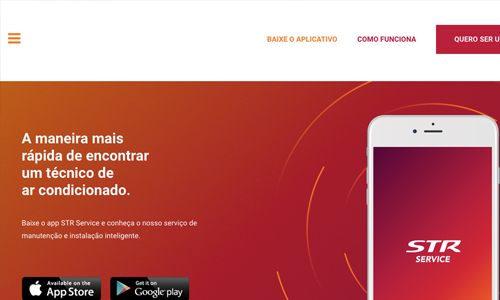 BAIXE O APLICATIVO
COMO FUNCIONA
QUERO SER U
A maneira mais
rápida de encontrar
um técnico de
ar condicionado.
Baixe o app STR Service e conheça o nosso serviço de
manutenção e instalação inteligente.
Available on the
App Store
Get it on
Google play
STR
SERVICE